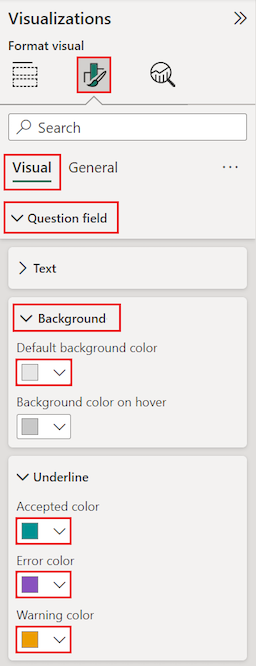 Visualizations
Format visual
Search
Visual General ...
Question field
Text
Background
Default background color
Background color on hover
Underline
Accepted color
Error color
Warning color